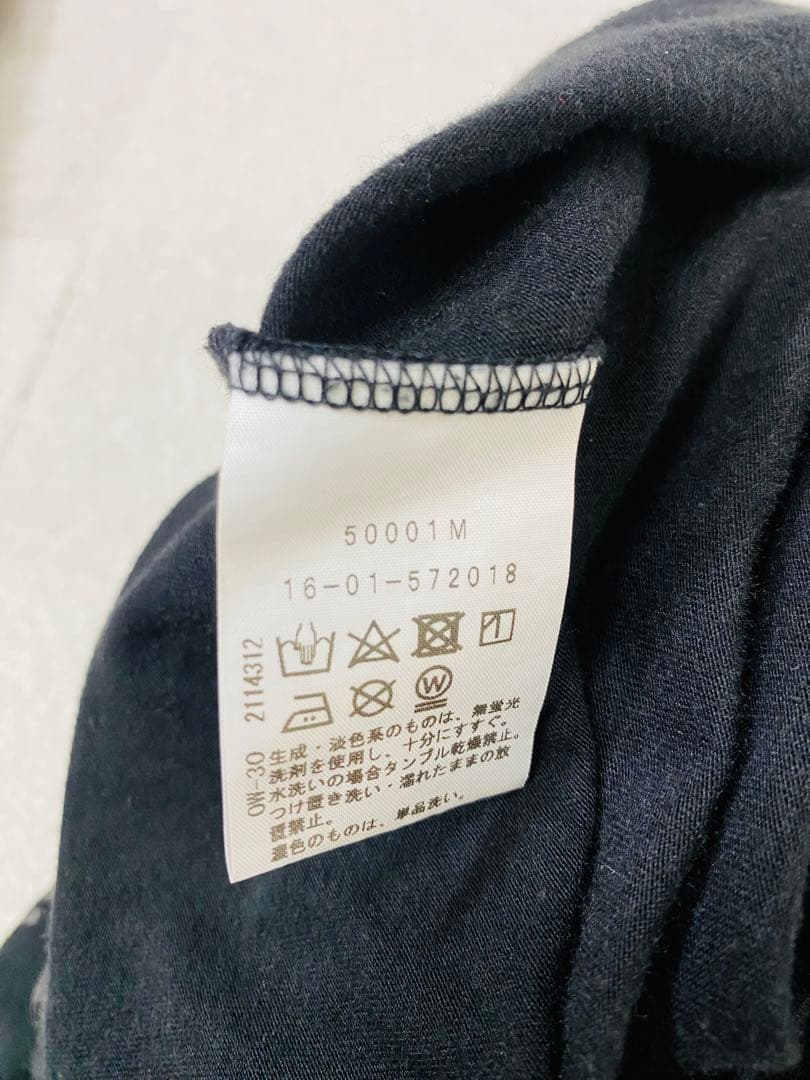 50001M
16-01-572018
W
OW-30 2114312
生成・淡色系のものは、無蛍光
洗剤を使用し、十分にすすぐ。
水洗いの場合タンブル乾燥禁止。
つけ置き洗い・濡れたままの放
置禁止。
濃色のものは、単品洗い。